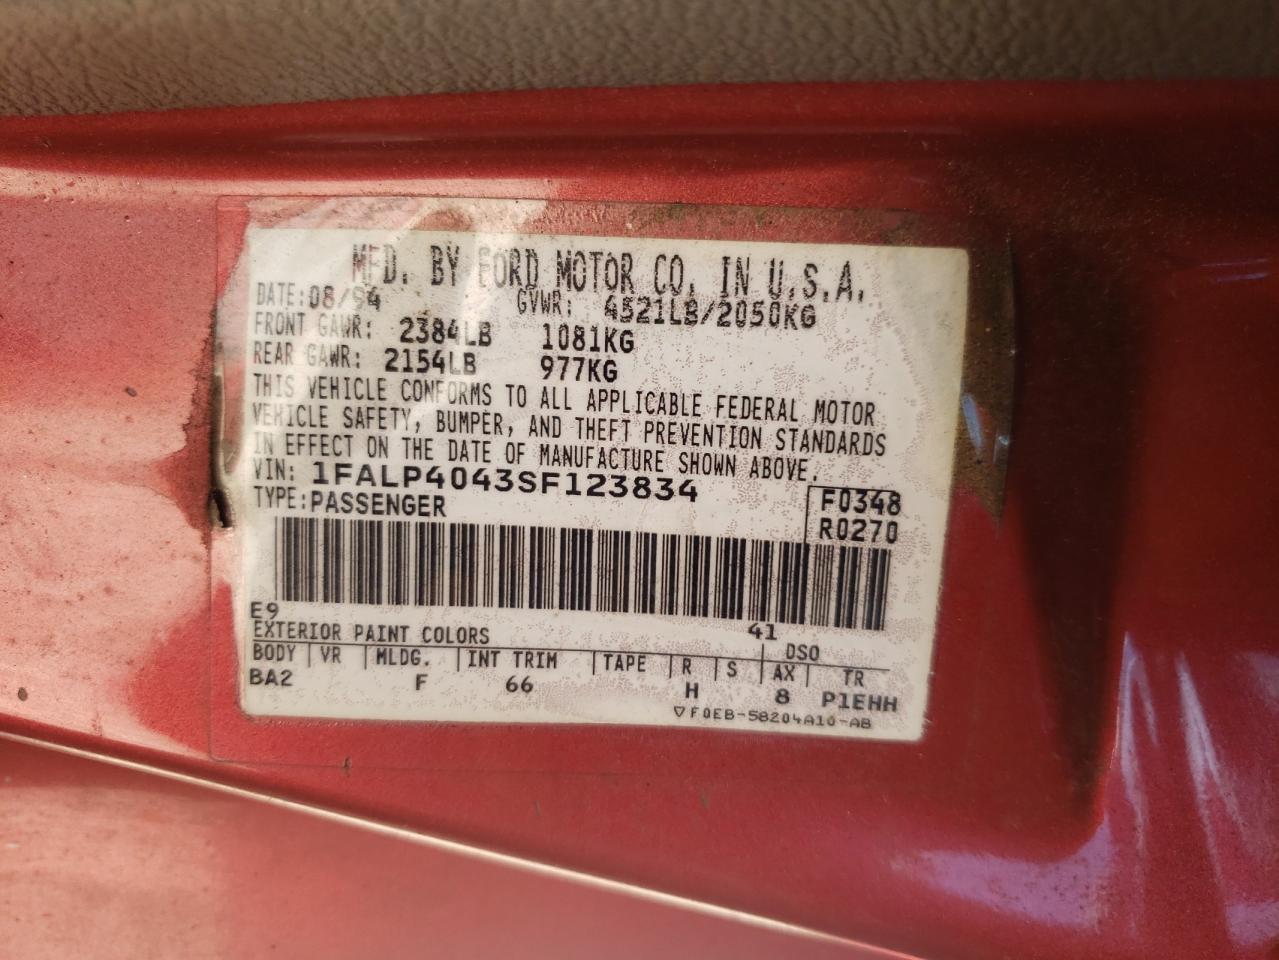 MFD. BY FORD MOTOR CO. IN U.S.A.
DATE:08/94 GVWR: 4521LB/2050KG
FRONT GAWR: 2384LB 1081KG
REAR GAWR: 2154LB 977KG
THIS VEHICLE CONFORMS TO ALL APPLICABLE FEDERAL MOTOR
VEHICLE SAFETY, BUMPER, AND THEFT PREVENTION STANDARDS
IN EFFECT ON THE DATE OF MANUFACTURE SHOWN ABOVE.
VIN: 1FALP4043SF123834
TYPE:PASSENGER
F0348
R0270
E9 41
EXTERIOR PAINT COLORS DSO
BODY VR MLDG. INT TRIM TAPE R S AX TR
BA2 F 66 H 8 P1EHH
▽F0EB-58204A10-AB